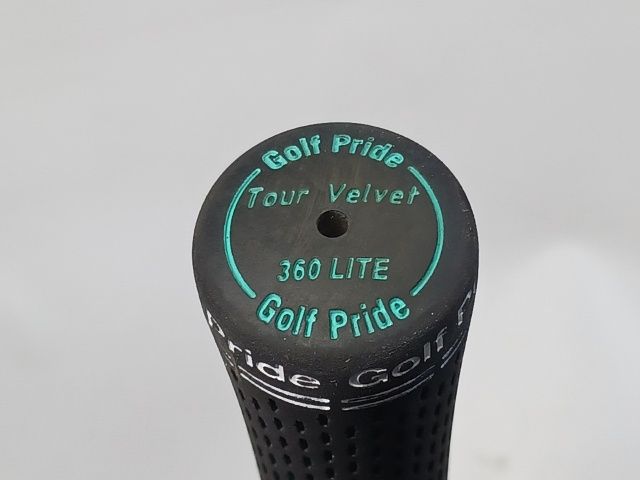 Golf Pride
Tour Velvet
360 LITE
Golf Pride
Pride Golf